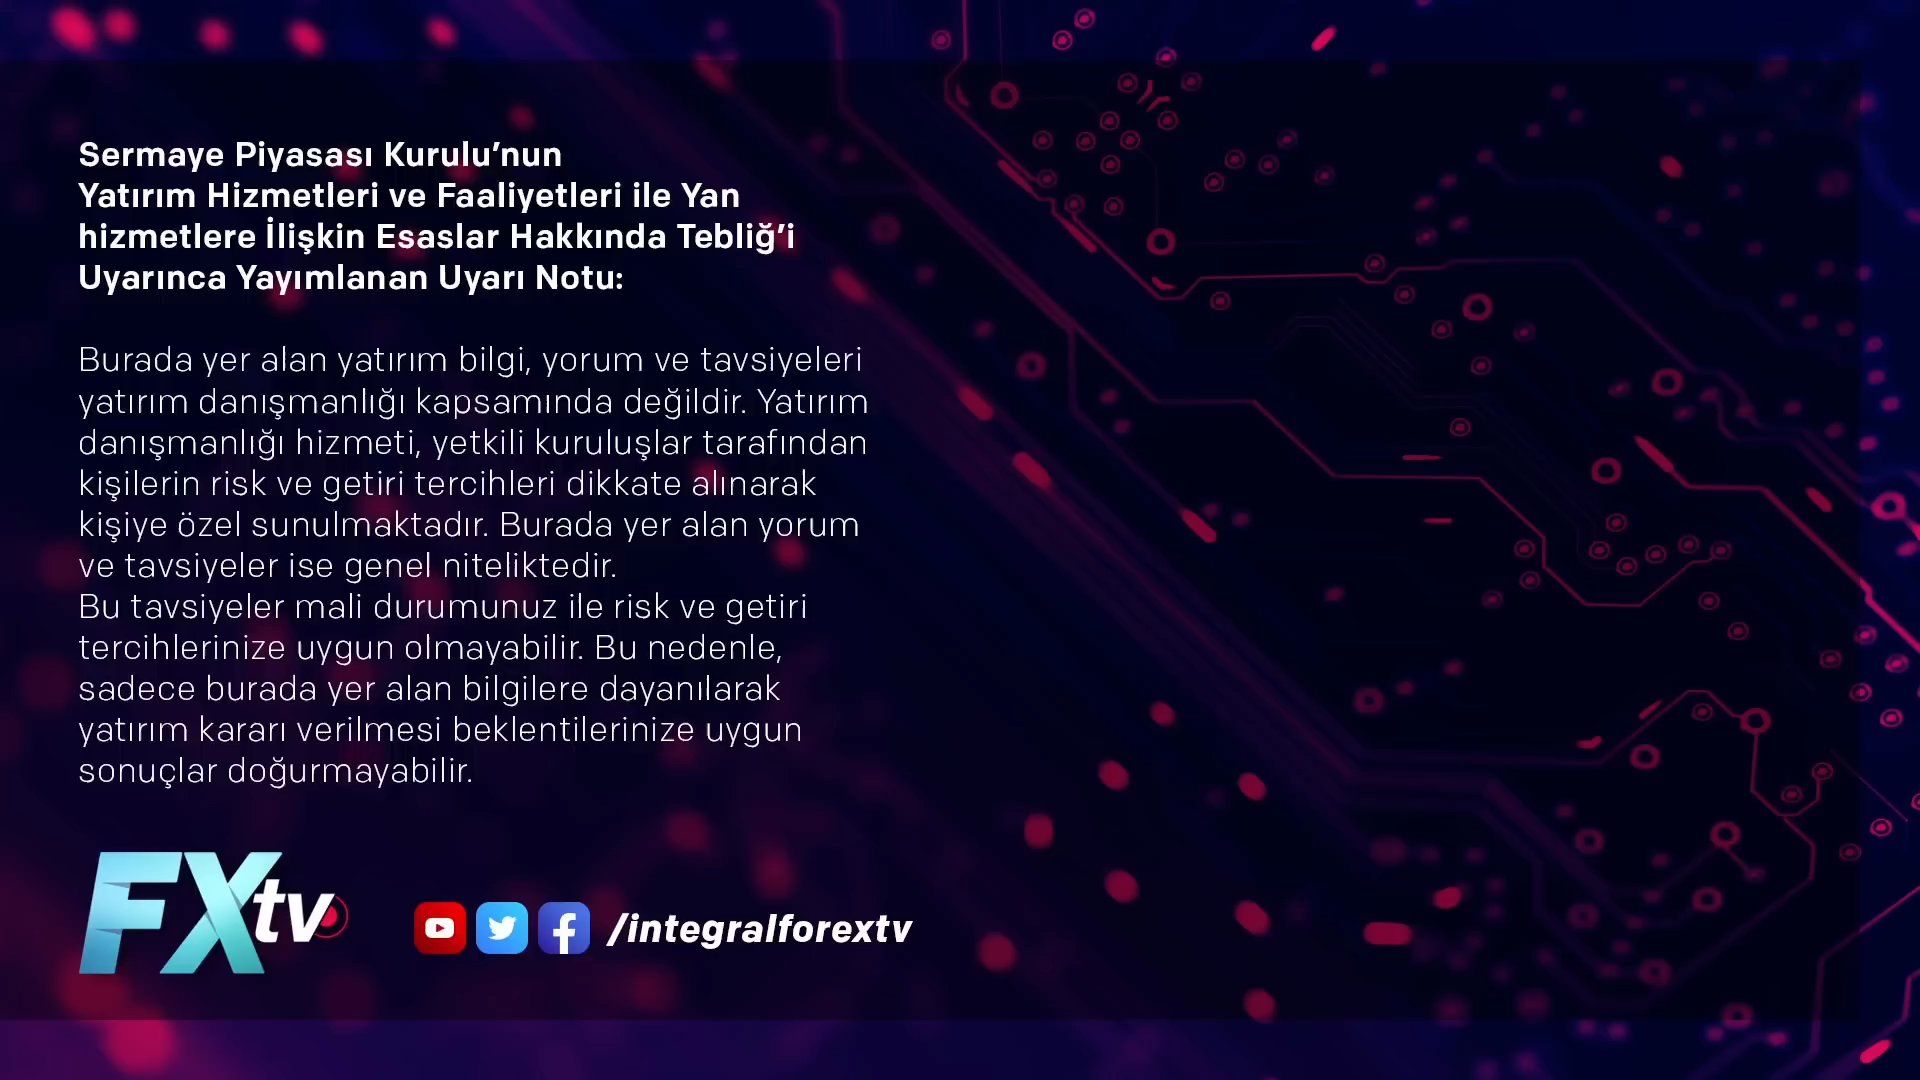 Sermaye Piyasası Kurulu’nun
Yatırım Hizmetleri ve Faaliyetleri ile Yan
hizmetlere İlişkin Esaslar Hakkında Tebliğ’i
Uyarınca Yayımlanan Uyarı Notu:
Burada yer alan yatırım bilgi, yorum ve tavsiyeleri
yatırım danışmanlığı kapsamında değildir. Yatırım
danışmanlığı hizmeti, yetkili kuruluşlar tarafından
kişilerin risk ve getiri tercihleri dikkate alınarak
kişiye özel sunulmaktadır. Burada yer alan yorum
ve tavsiyeler ise genel niteliktedir.
Bu tavsiyeler mali durumunuz ile risk ve getiri
tercihlerinize uygun olmayabilir. Bu nedenle,
sadece burada yer alan bilgilere dayanılarak
yatırım kararı verilmesi beklentilerinize uygun
sonuçlar doğurmayabilir.
FXtv
/integralforextv